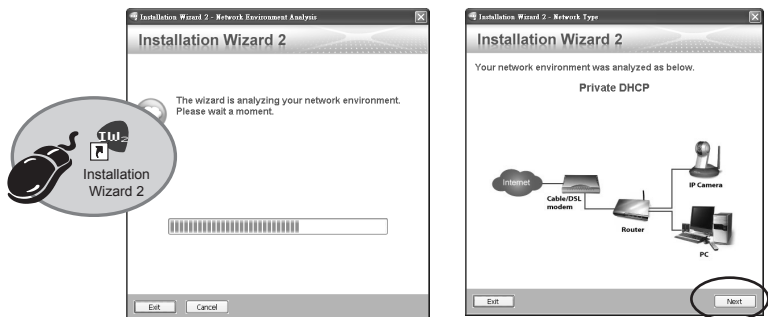 Installation Wizard 2 - Network Environment Analysis
Installation Wizard 2
The wizard is analyzing your network environment.
Please wait a moment.
IW2
Installation
Wizard 2
Exit
Cancel
Installation Wizard 2 - Network Type
Installation Wizard 2
Your network environment was analyzed as below.
Private DHCP
Internet
Cable/DSL
modem
Router
IP Camera
PC
Exit
Next